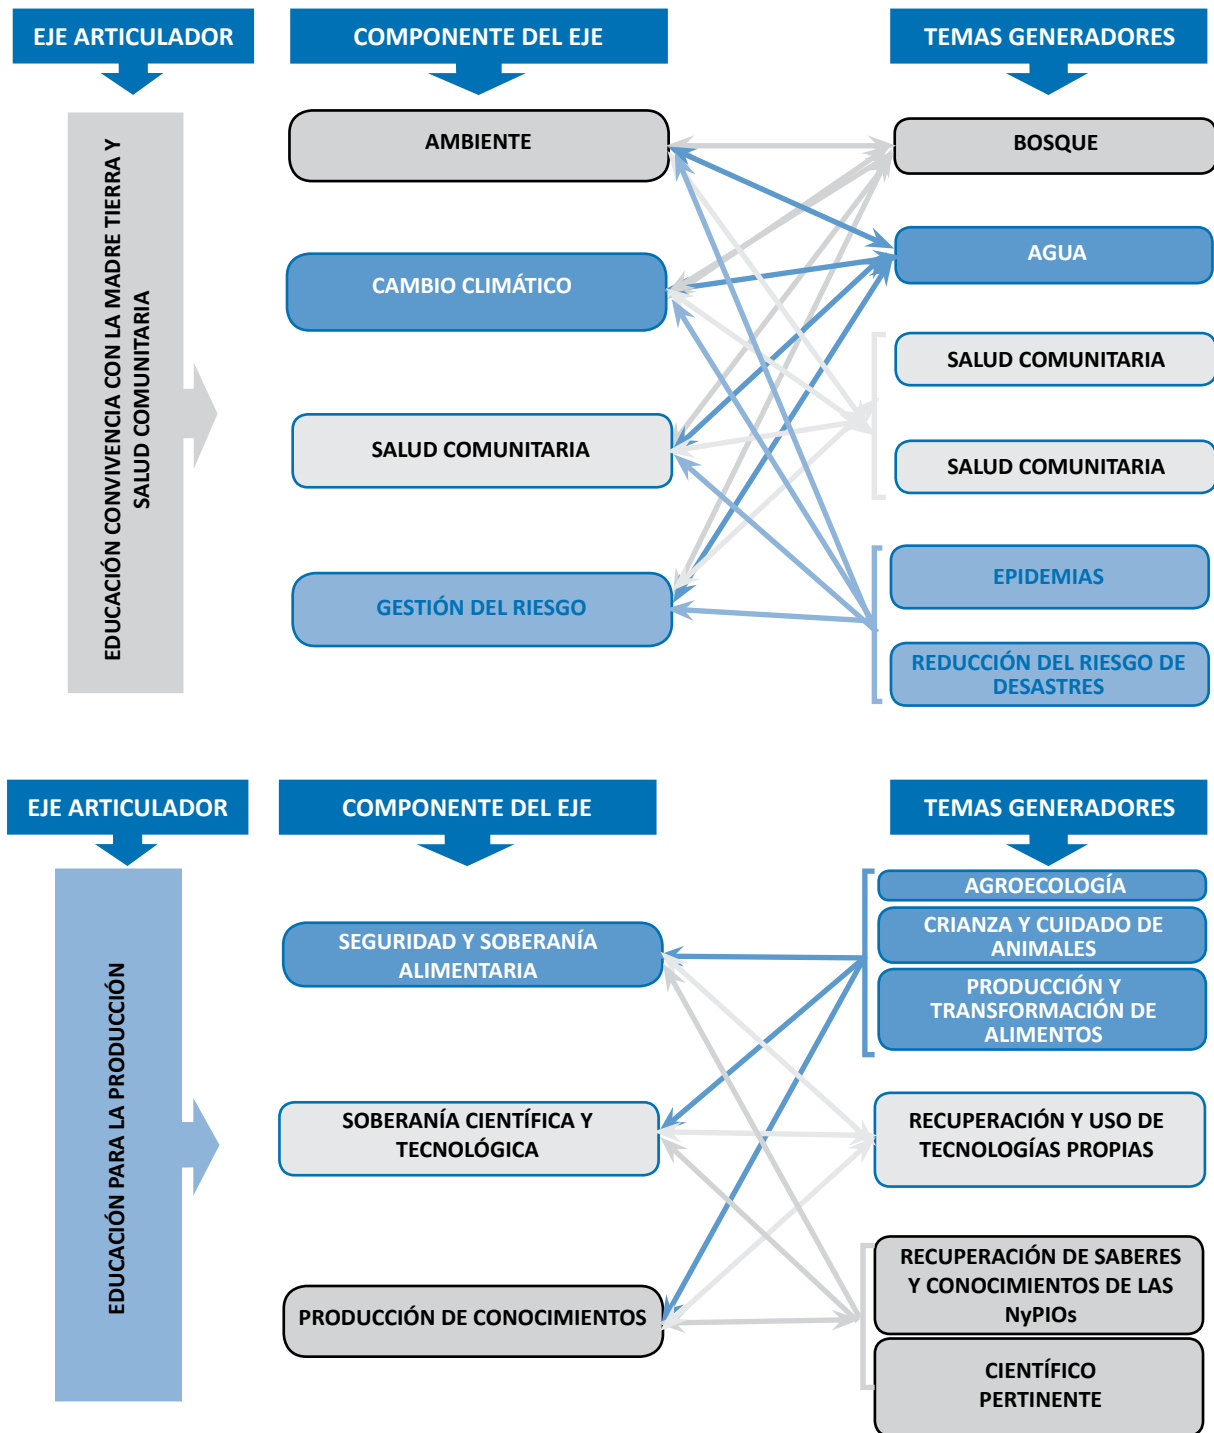 EJE ARTICULADOR
COMPONENTE DEL EJE
TEMAS GENERADORES
EDUCACIÓN CONVIVENCIA CON LA MADRE TIERRA Y
SALUD COMUNITARIA
AMBIENTE
CAMBIO CLIMÁTICO
SALUD COMUNITARIA
GESTIÓN DEL RIESGO
BOSQUE
AGUA
SALUD COMUNITARIA
SALUD COMUNITARIA
EPIDEMIAS
REDUCCIÓN DEL RIESGO DE
DESASTRES
EJE ARTICULADOR
COMPONENTE DEL EJE
TEMAS GENERADORES
EDUCACIÓN PARA LA PRODUCCIÓN
SEGURIDAD Y SOBERANÍA
ALIMENTARIA
SOBERANÍA CIENTÍFICA Y
TECNOLÓGICA
PRODUCCIÓN DE CONOCIMIENTOS
AGROECOLOGÍA
CRIANZA Y CUIDADO DE
ANIMALES
PRODUCCIÓN Y
TRANSFORMACIÓN DE
ALIMENTOS
RECUPERACIÓN Y USO DE
TECNOLOGÍAS PROPIAS
RECUPERACIÓN DE SABERES
Y CONOCIMIENTOS DE LAS
NyPIOs
CIENTÍFICO
PERTINENTE